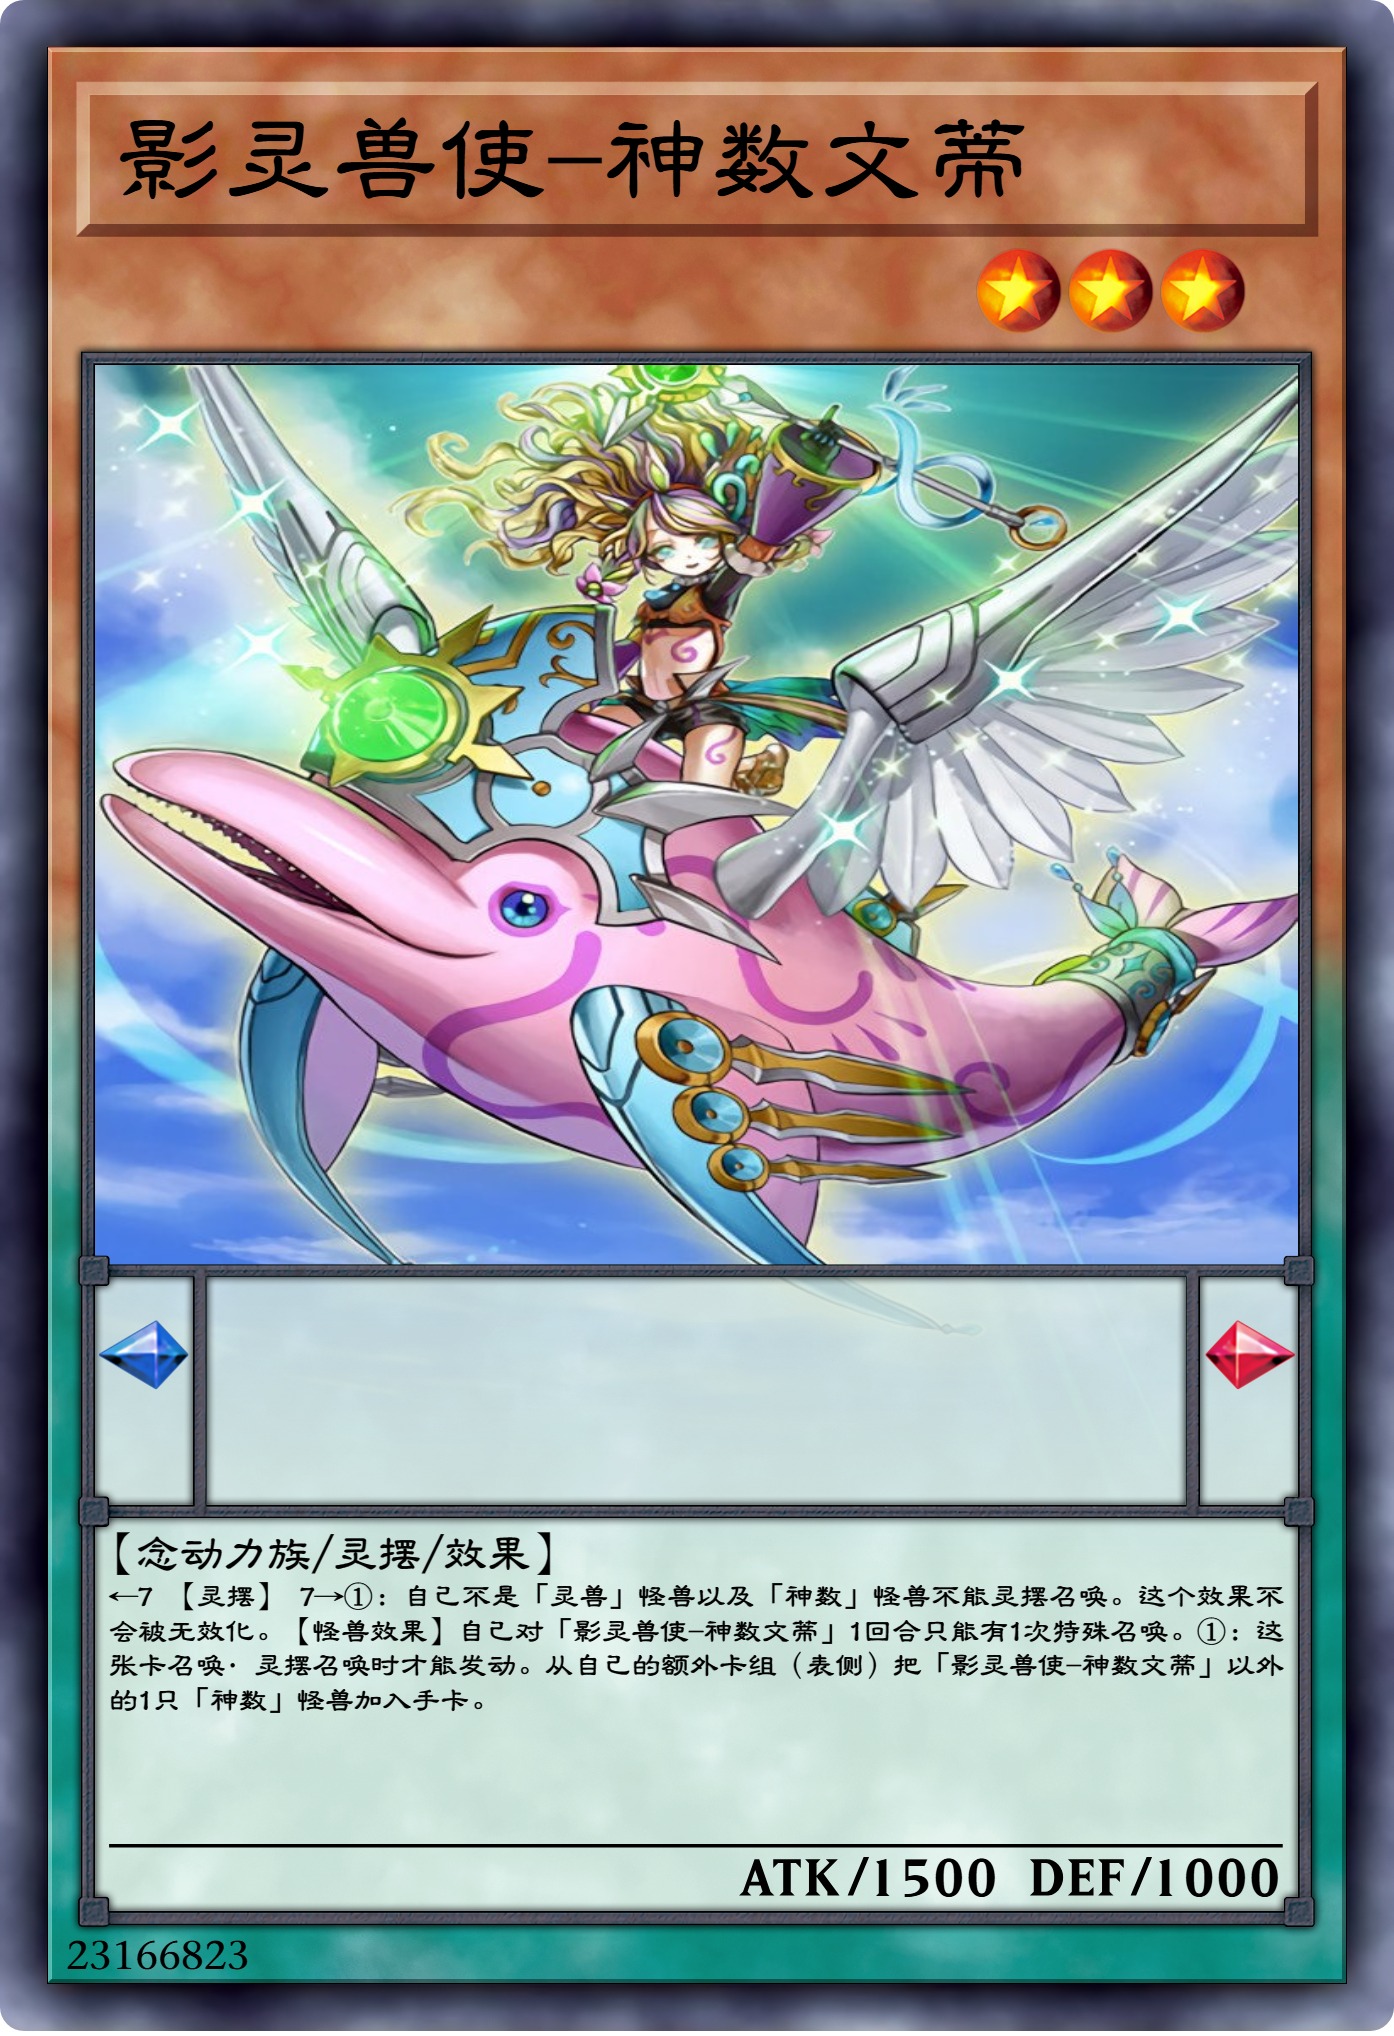 影灵兽使-神数文蒂
【念动力族/灵摆/效果】
←7 【灵摆】 7→①：自己不是「灵兽」怪兽以及「神数」怪兽不能灵摆召唤。这个效果不
会被无效化。【怪兽效果】自己对「影灵兽使-神数文蒂」1回合只能有1次特殊召唤。①：这
张卡召唤·灵摆召唤时才能发动。从自己的额外卡组（表侧）把「影灵兽使-神数文蒂」以外
的1只「神数」怪兽加入手卡。
ATK/1500 DEF/1000
23166823